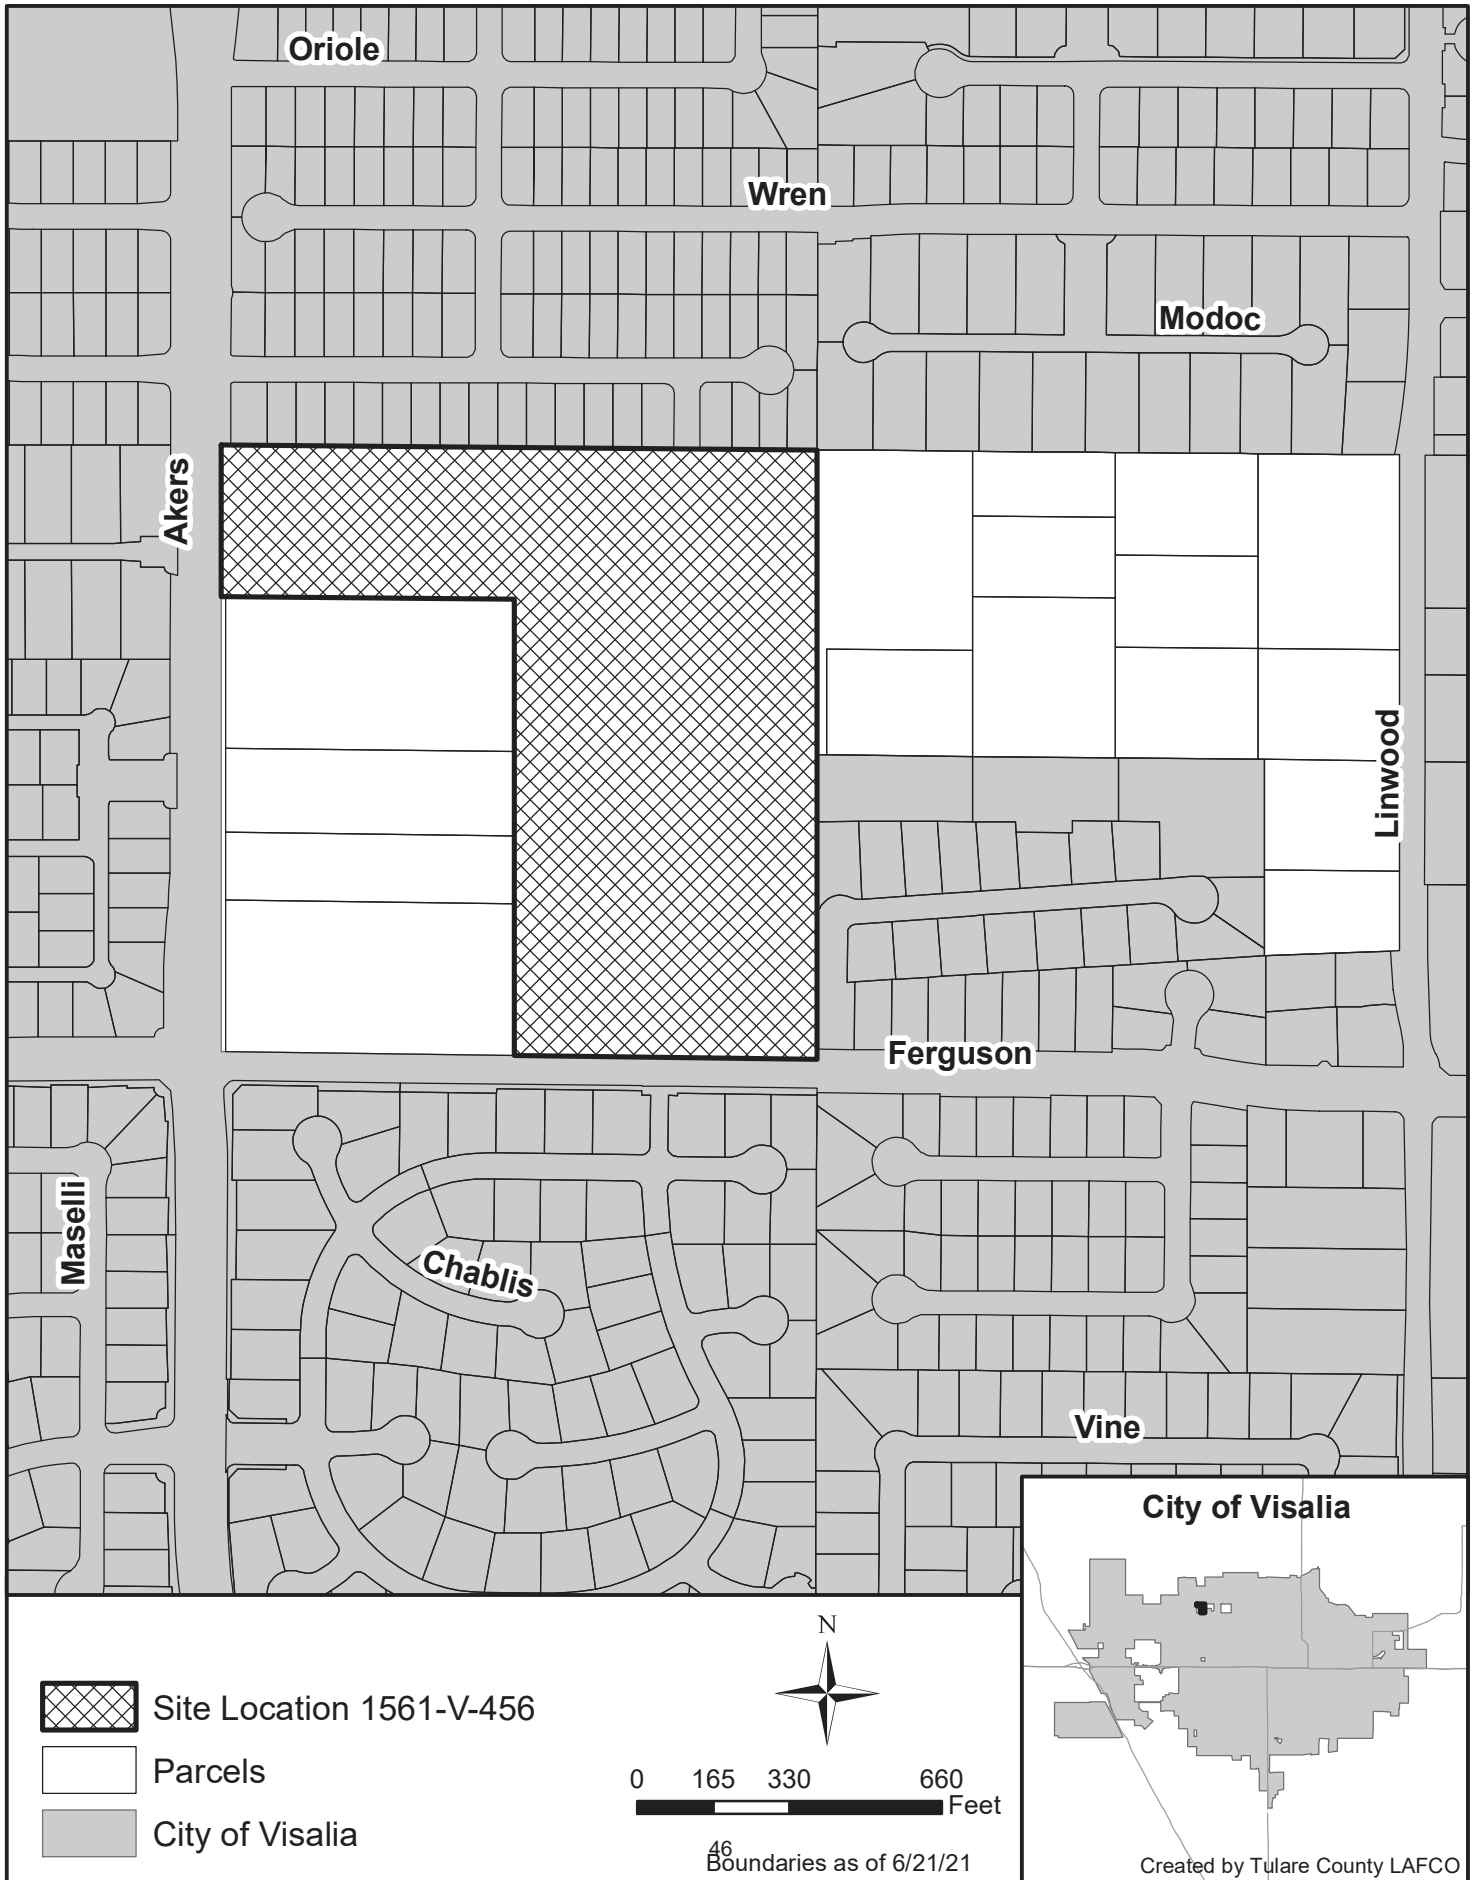 Oriole
Wren
Modoc
Akers
Linwood
Ferguson
Maselli
Chablis
Vine
City of Visalia
N
Site Location 1561-V-456
Parcels
City of Visalia
0 165 330 660
Feet
46
Boundaries as of 6/21/21
Created by Tulare County LAFCO